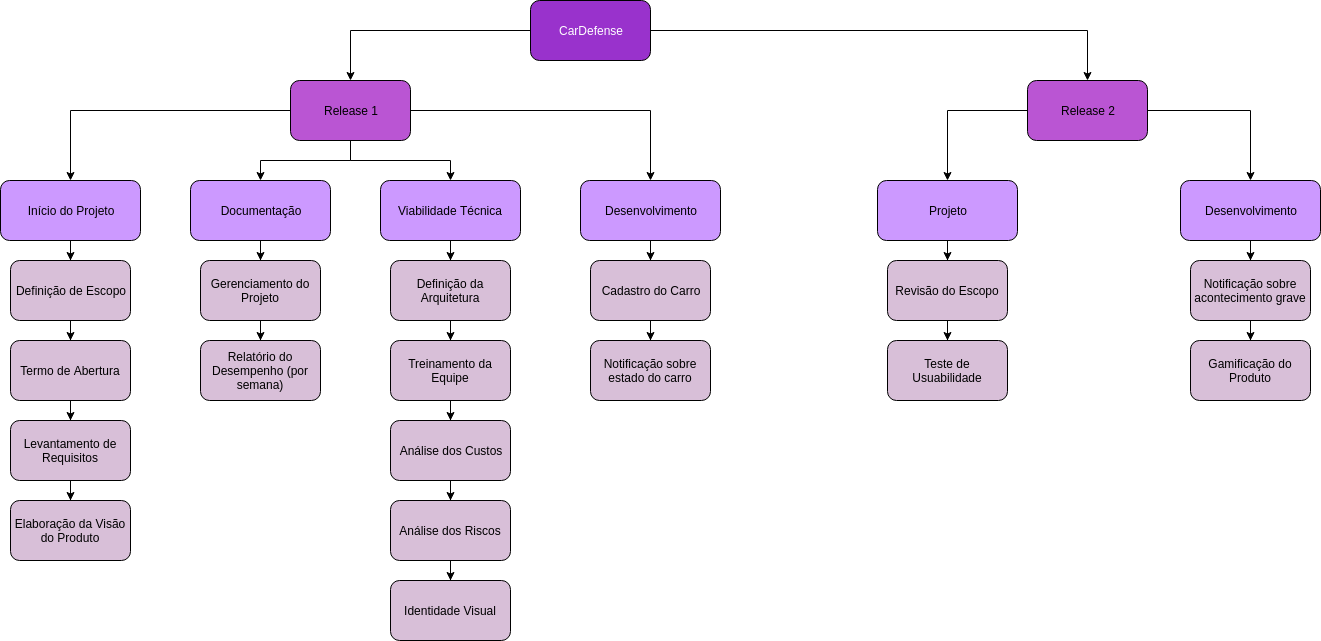 CarDefense
Release 1
Release 2
Início do Projeto
Documentação
Viabilidade Técnica
Desenvolvimento
Projeto
Desenvolvimento
Definição de Escopo
Termo de Abertura
Levantamento de
Requisitos
Elaboração da Visão
do Produto
Gerenciamento do
Projeto
Relatório do
Desempenho (por
semana)
Definição da
Arquitetura
Treinamento da
Equipe
Análise dos Custos
Análise dos Riscos
Identidade Visual
Cadastro do Carro
Notificação sobre
estado do carro
Revisão do Escopo
Teste de
Usuabilidade
Notificação sobre
acontecimento grave
Gamificação do
Produto